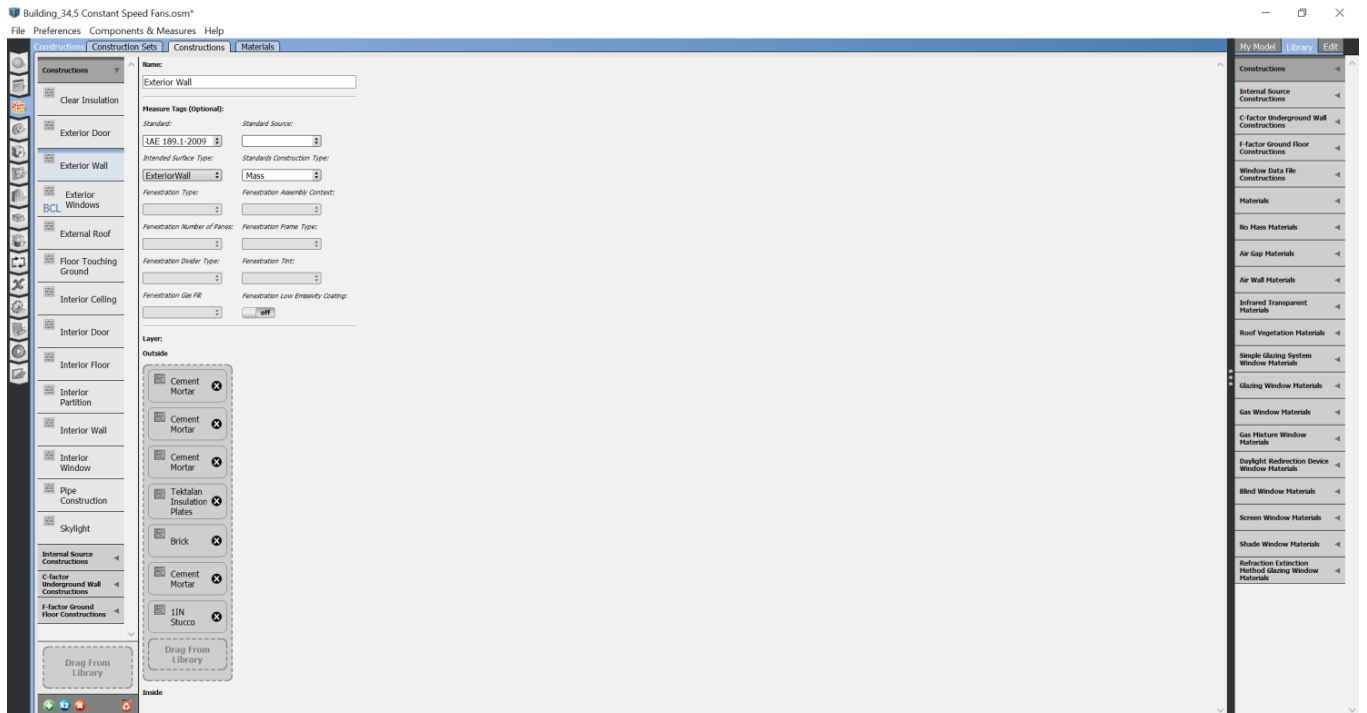 Building_34,5 Constant Speed Fans.osm*
File Preferences Components & Measures Help
Constructions Construction Sets Constructions Materials
My Model Library Edit
Constructions
Clear Insulation
Exterior Door
Exterior Wall
Exterior
Windows
BCL
External Roof
Floor Touching
Ground
Interior Ceiling
Interior Door
Interior Floor
Interior
Partition
Interior Wall
Interior
Window
Pipe
Construction
Skylight
Internal Source
Constructions
C-factor
Underground Wall
Constructions
F-factor Ground
Floor Constructions
Drag From
Library
x2
Name:
Exterior Wall
Measure Tags (Optional):
Standard: Standard Source:
RAE 189.1-2009
Intended Surface Type: Standards Construction Type:
ExteriorWall Mass
Fenestration Type: Fenestration Assembly Context:
Fenestration Number of Panes: Fenestration Frame Type:
Fenestration Divider Type: Fenestration Tint:
Fenestration Gas Fill: Fenestration Low Emissivity Coating:
off
Layer:
Outside
Cement
Mortar
Cement
Mortar
Cement
Mortar
Tektalan
Insulation
Plates
Brick
Cement
Mortar
1IN
Stucco
Drag From
Library
Inside
Constructions
Internal Source
Constructions
C-factor Underground Wall
Constructions
F-factor Ground Floor
Constructions
Window Data File
Constructions
Materials
No Mass Materials
Air Gap Materials
Air Wall Materials
Infrared Transparent
Materials
Roof Vegetation Materials
Simple Glazing System
Window Materials
Glazing Window Materials
Gas Window Materials
Gas Mixture Window
Materials
Daylight Redirection Device
Window Materials
Blind Window Materials
Screen Window Materials
Shade Window Materials
Refraction Extinction
Method Glazing Window
Materials